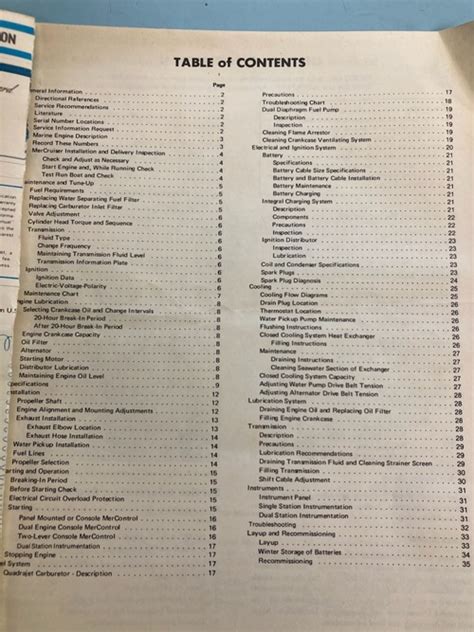 ION
TABLE of CONTENTS
Page
eneral Information . 2
Directional References . 2
Service Recommendations . 2
Literature . 2
Serial Number Locations . 2
Service Information Request . 2
Marine Engine Description . 3
Record These Numbers . 3
MerCruiser Installation and Delivery Inspection . 4
Check and Adjust as Necessary . 4
Start Engine and, While Running Check . 4
Test Run Boat and Check . 4
aintenance and Tune-Up . 5
Fuel Requirements . 5
Replacing Water Separating Fuel Filter . 5
Replacing Carburetor Inlet Filter
Valve Adjustment . 6
Cylinder Head Torque and Sequence . 6
Transmission . 6
Fluid Type . 6
Change Frequency . 6
Maintaining Transmission Fluid Level . 6
Transmission Information Plate . 6
Ignition . 6
Ignition Data . 6
Electric-Voltage-Polarity . 6
Maintenance Chart . 7
ngine Lubrication . 8
Selecting Crankcase Oil and Change Intervals . 8
20-Hour Break-In Period . 8
After 20-Hour Break-In . 8
Engine Crankcase Capacity . 8
Oil Filter . 8
Alternator . 8
Starting Motor . 8
Distributor Lubrication . 8
Maintaining Engine Oil Level . 8
pecifications . 9
nstallation . 12
Propeller Shaft . 12
Engine Alignment and Mounting Adjustments . 12
Exhaust Installation . 13
Exhaust Elbow Location . 13
Exhaust Hose Installation . 14
Water Pickup Installation . 14
Fuel Lines . 14
Propeller Selection . 14
tarting and Operation . 15
Breaking-In Period . 15
Before Starting Check . 15
Electrical Circuit Overload Protection . 15
Starting . 15
Panel Mounted or Console MerControl . 16
Dual Engine Console MerControl . 16
Two-Lever Console MerControl . 16
Dual Station Instrumentation . 17
Stopping Engine . 17
el System . 17
Quadrajet Carburetor - Description . 17
Precautions . 17
Troubleshooting Chart . 18
Dual Diaphragm Fuel Pump . 19
Description . 19
Inspection . 19
Cleaning Flame Arrestor . 19
Cleaning Crankcase Ventilating System . 19
Electrical and Ignition System . 20
Battery . 21
Specifications . 21
Battery Cable Size Specifications . 21
Battery and Battery Cable Installation . 21
Battery Maintenance . 21
Battery Charging . 21
Integral Charging System . 21
Description . 21
Components . 22
Precautions . 22
Inspection . 22
Ignition Distributor . 23
Inspection . 23
Lubrication . 23
Coil and Condenser Specifications . 23
Spark Plugs . 23
Spark Plug Diagnosis . 24
Cooling . 25
Cooling Flow Diagrams . 25
Drain Plug Location . 26
Thermostat Location . 26
Water Pickup Pump Maintenance . 26
Flushing Instructions . 26
Closed Cooling System Heat Exchanger . 26
Filling Instructions . 26
Maintenance . 27
Draining Instructions . 27
Cleaning Seawater Section of Exchanger . 27
Closed Cooling System Capacity . 28
Adjusting Water Pump Drive Belt Tension . 28
Adjusting Alternator Drive Belt Tension . 28
Lubrication System . 28
Draining Engine Oil and Replacing Oil Filter . 28
Filling Engine Crankcase . 28
Transmission . 28
Description . 28
Precautions . 29
Lubrication Recommendations . 29
Draining Transmission Fluid and Cleaning Strainer Screen . 29
Filling Transmission . 30
Shift Cable Adjustment . 30
Instruments . 31
Instrument Panel . 31
Single Station Instrumentation . 31
Dual Station Instrumentation . 31
Troubleshooting . 32
Layup and Recommissioning . 33
Layup . 33
Winter Storage of Batteries . 34
Recommissioning . 35